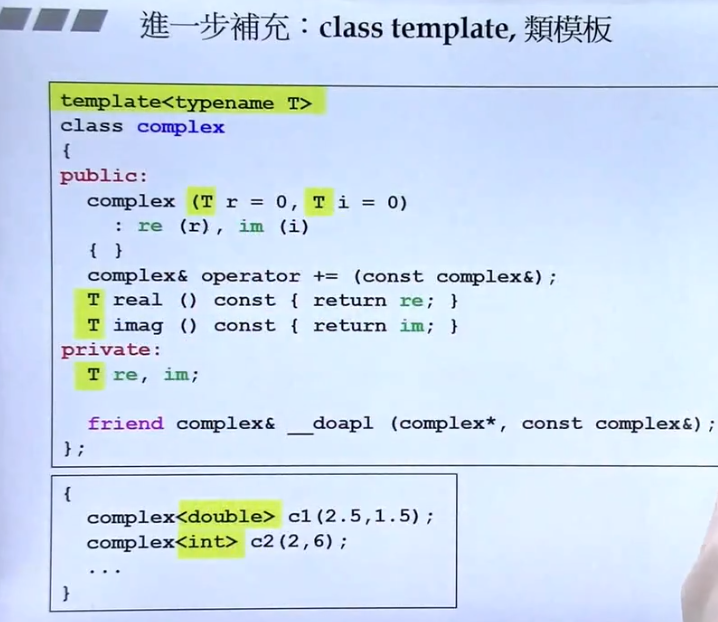 進一步補充：class template, 類模板
template<typename T>
class complex
{
public:
  complex (T r = 0, T i = 0)
    : re (r), im (i)
  { }
  complex& operator += (const complex&);
  T real () const { return re; }
  T imag () const { return im; }
private:
  T re, im;
  friend complex& __doapl (complex*, const complex&);
};
{
  complex<double> c1(2.5,1.5);
  complex<int> c2(2,6);
  ...
}